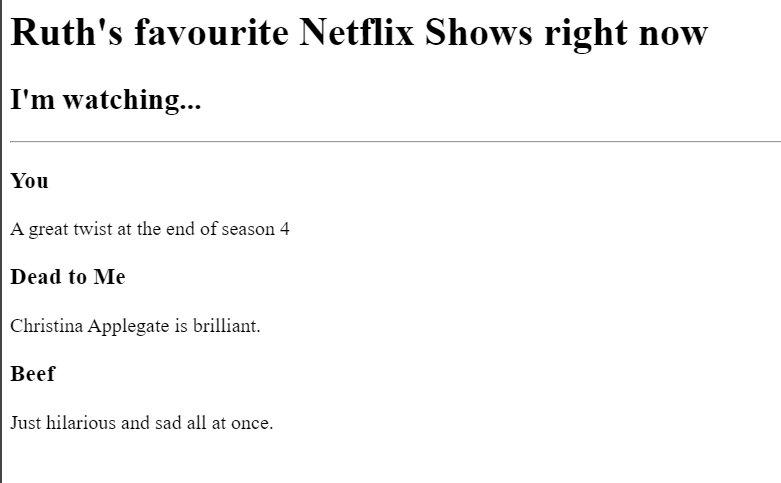 Ruth's favourite Netflix Shows right now
I'm watching...
You
A great twist at the end of season 4
Dead to Me
Christina Applegate is brilliant.
Beef
Just hilarious and sad all at once.